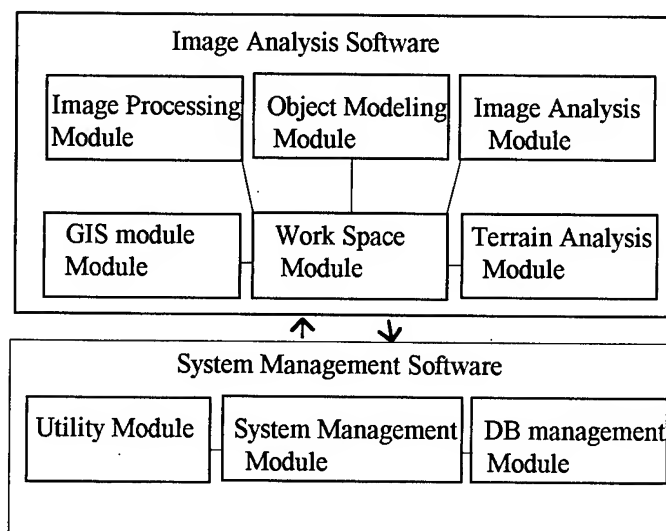 Image Analysis Software
Image Processing
Module
Object Modeling
Module
Image Analysis
Module
GIS module
Module
Work Space
Module
Terrain Analysis
Module
System Management Software
Utility Module
System Management
Module
DB management
Module